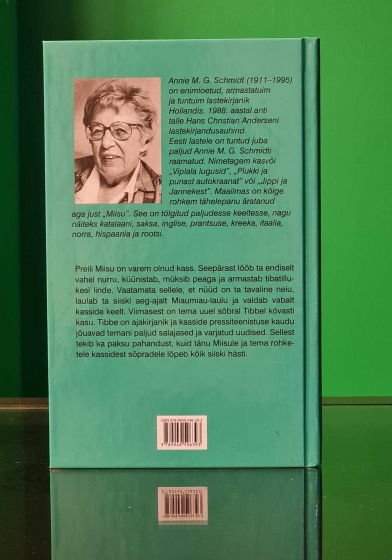 Annie M. G. Schmidt (1911–1995)
on enimloetud, armastatuim
ja tuntuim lastekirjanik
Hollandis. 1988. aastal anti
talle Hans Christian Anderseni
lastekirjandusauhind.
Eesti lastele on tuntud juba
paljud Annie M. G. Schmidti
raamatud. Nimetagem kasvõi
„Viplala lugusid", „Plukki ja
punast autokraanat" või „Jippi ja
Jannekest". Maailmas on kõige
rohkem tähelepanu äratanud
aga just „Miisu". See on tõlgitud paljudesse keeltesse, nagu
näiteks katalaani, saksa, inglise, prantsuse, kreeka, itaalia,
norra, hispaania ja rootsi.
Preili Miisu on varem olnud kass. Seepärast lööb ta endiselt
vahel nurru, küünistab, müksib peaga ja armastab tibatillu-
kesi linde. Vaatamata sellele, et nüüd on ta tavaline neiu,
laulab ta siiski aeg-ajalt Miaumiau-laulu ja valdab vabalt
kasside keelt. Viimasest on tema uuel sõbral Tibbel kõvasti
kasu. Tibbe on ajakirjanik ja kasside pressiteenistuse kaudu
jõuavad temani paljud salajased ja varjatud uudised. Sellest
tekib ka paksu pahandust, kuid tänu Miisule ja tema rohke-
tele kassidest sõpradele lõpeb kõik siiski hästi.